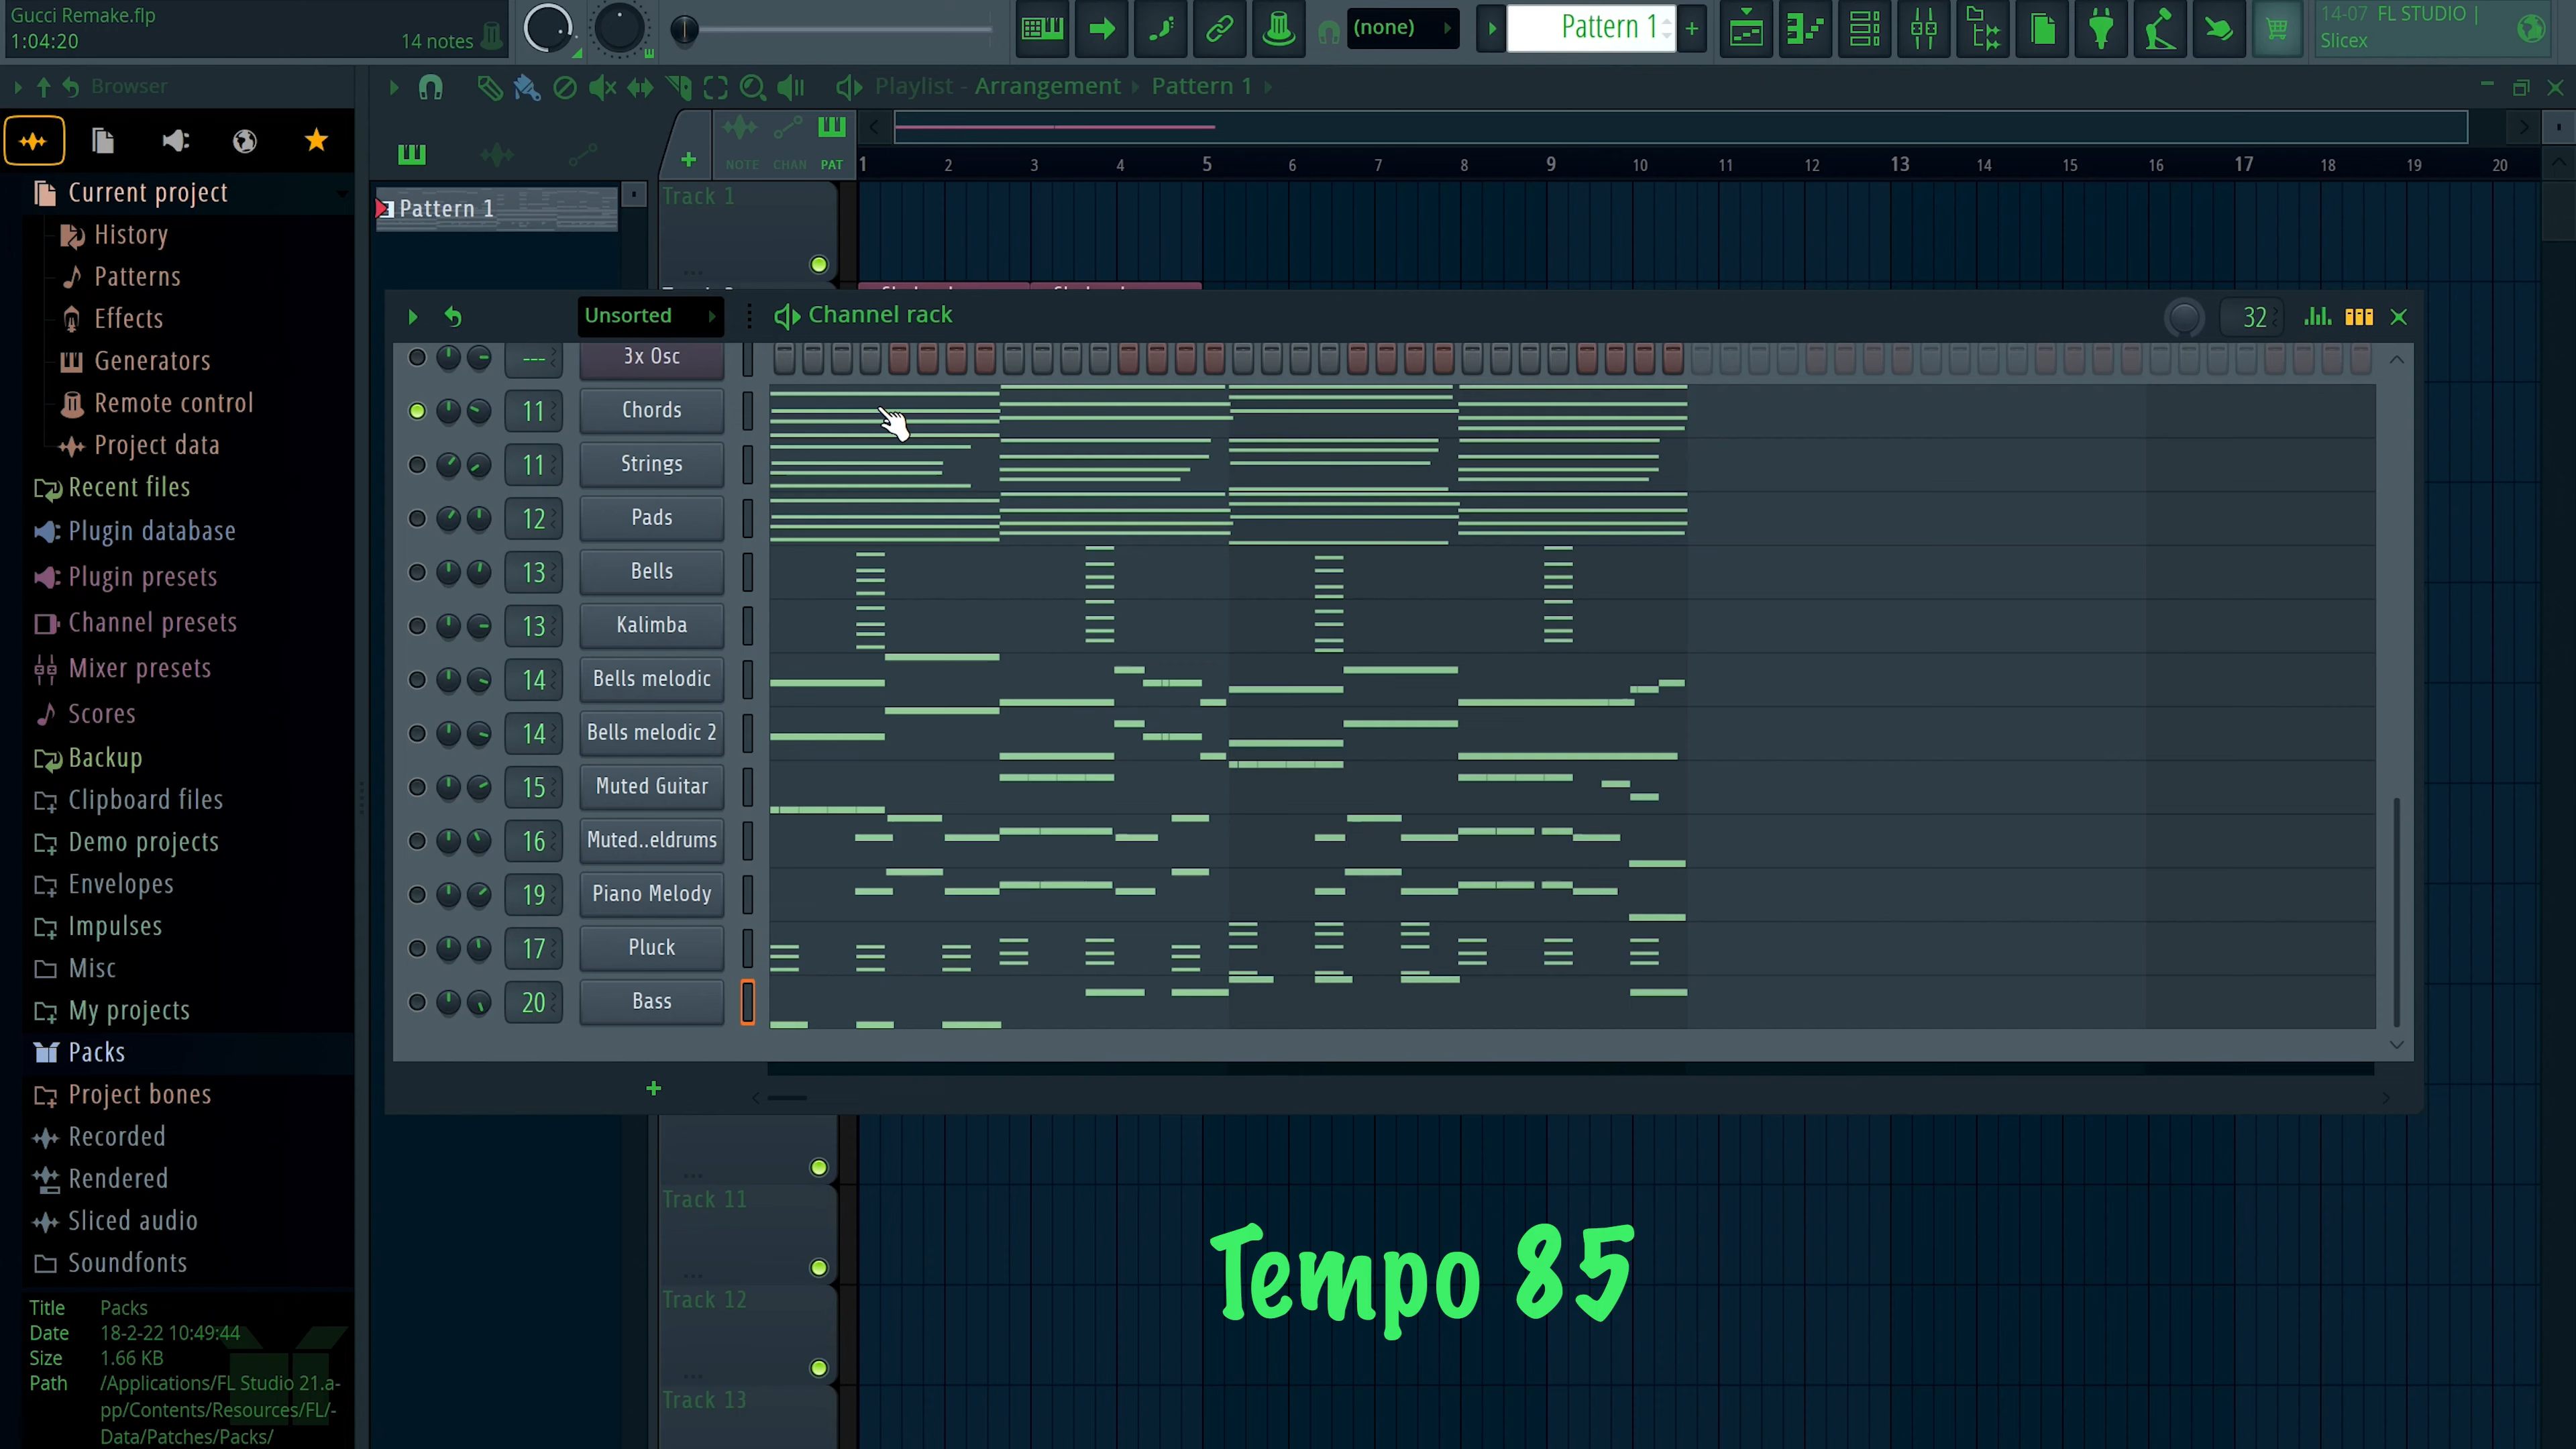 Gucci Remake.flp
1:04:20
14 notes
(none)
Pattern 1
14-07 FL STUDIO |
Slicex
Browser
Playlist - Arrangement Pattern 1
NOTE CHAN PAT
1 2 3 4 5 6 7 8 9 10 11 12 13 14 15 16 17 18 19 20
Current project
History
Patterns
Effects
Generators
Remote control
Project data
Recent files
Plugin database
Plugin presets
Channel presets
Mixer presets
Scores
Backup
Clipboard files
Demo projects
Envelopes
Impulses
Misc
My projects
Packs
Project bones
Recorded
Rendered
Sliced audio
Soundfonts
Title Packs
Date 18-2-22 10:49:44
Size 1.66 KB
Path /Applications/FL Studio 21.a-
pp/Contents/Resources/FL/-
Data/Patches/Packs/
Pattern 1
Track 1
Unsorted
Channel rack
32
--- 3x Osc
11 Chords
11 Strings
12 Pads
13 Bells
13 Kalimba
14 Bells melodic
14 Bells melodic 2
15 Muted Guitar
16 Muted..eldrums
19 Piano Melody
17 Pluck
20 Bass
Track 11
Track 12
Track 13
Tempo 85